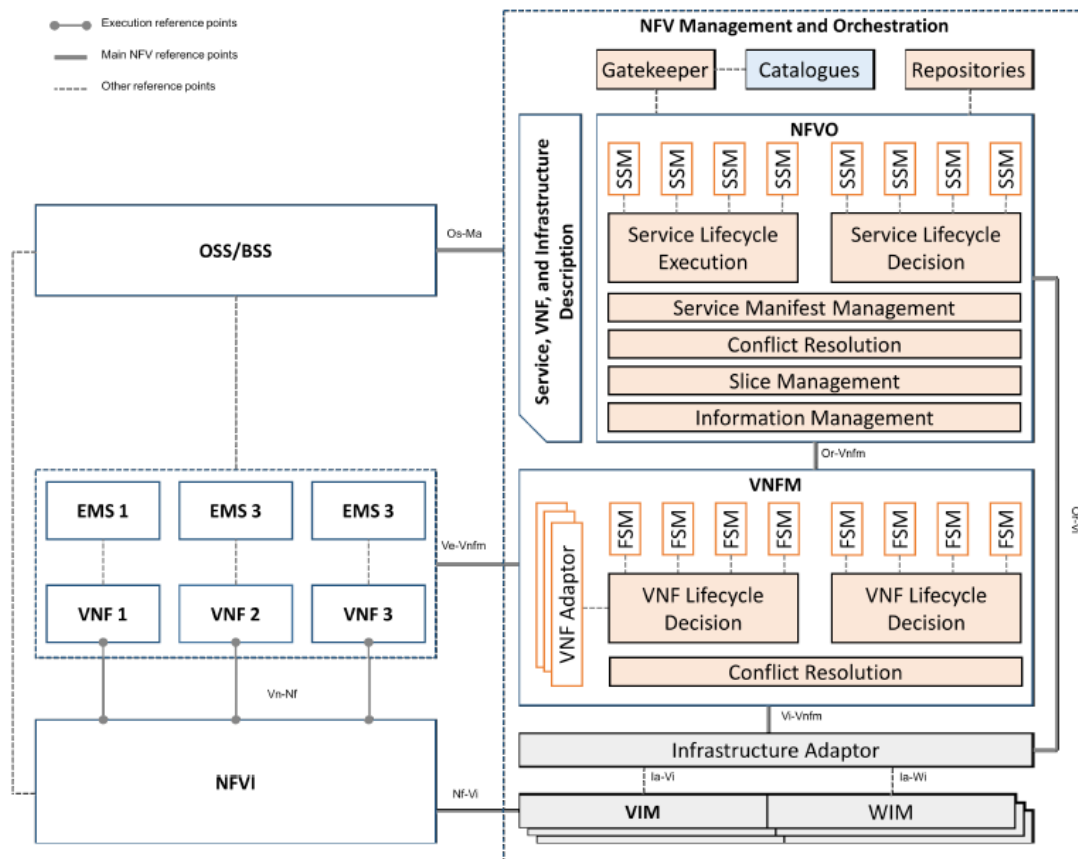 Execution reference points
Main NFV reference points
Other reference points
NFV Management and Orchestration
Gatekeeper
Catalogues
Repositories
Service, VNF, and Infrastructure
Description
NFVO
SSM
SSM
SSM
SSM
SSM
SSM
SSM
SSM
Service Lifecycle
Execution
Service Lifecycle
Decision
Service Manifest Management
Conflict Resolution
Slice Management
Information Management
OSS/BSS
Os-Ma
Or-Vnfm
Or-Vi
EMS 1
EMS 3
EMS 3
VNF 1
VNF 2
VNF 3
Ve-Vnfm
VNFM
VNF Adaptor
FSM
FSM
FSM
FSM
FSM
FSM
FSM
FSM
VNF Lifecycle
Decision
VNF Lifecycle
Decision
Conflict Resolution
Vn-Nf
Vi-Vnfm
Infrastructure Adaptor
Ia-Vi
Ia-Wi
NFVI
Nf-Vi
VIM
WIM